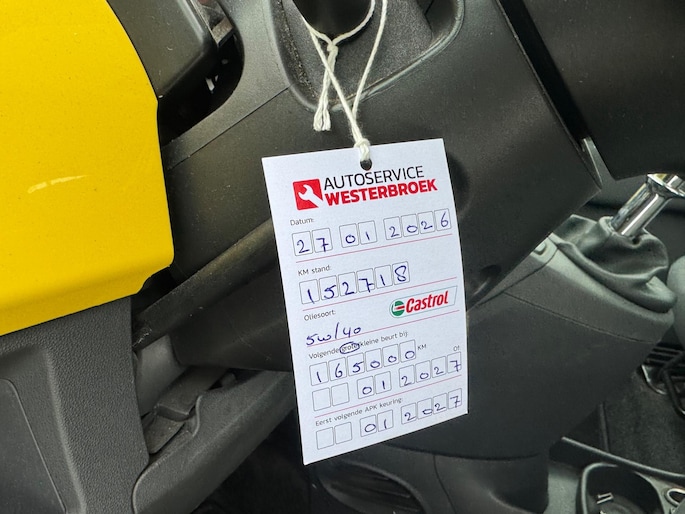 AUTOSERVICE
WESTERBROEK
Datum:
27 01 2026
KM stand:
152718
Oliesoort:
Castrol
5w/40
Volgende grote/kleine beurt bij:
165000 KM Of:
01 2027
Eerst volgende APK keuring:
01 2027